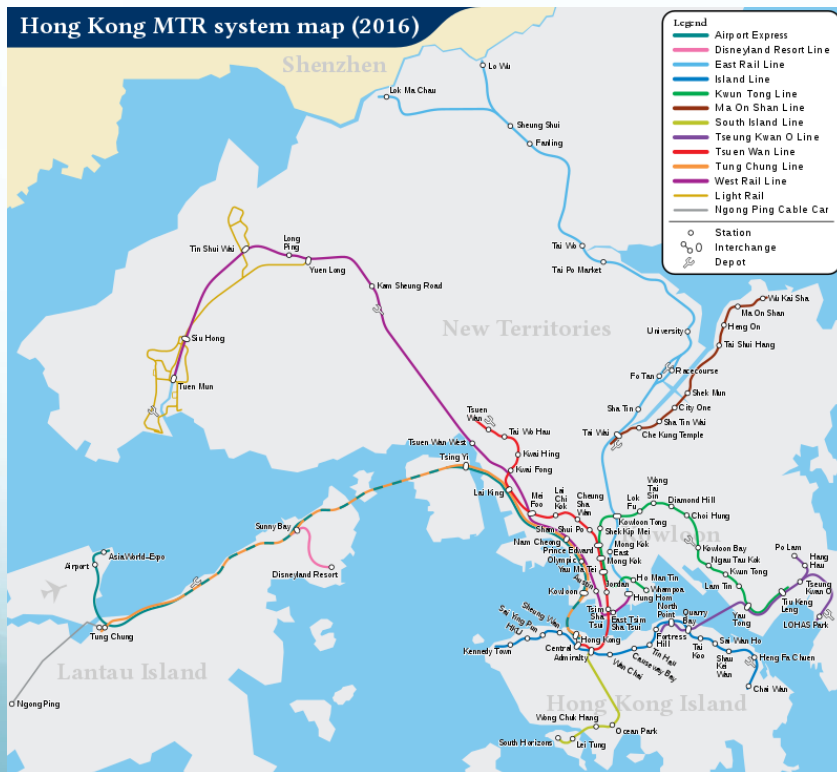 Hong Kong MTR system map (2016)
Legend
Airport Express
Disneyland Resort Line
East Rail Line
Island Line
Kwun Tong Line
Ma On Shan Line
South Island Line
Tseung Kwan O Line
Tsuen Wan Line
Tung Chung Line
West Rail Line
Light Rail
Ngong Ping Cable Car
Station
Interchange
Depot
Shenzhen
Lo Wu
Lok Ma Chau
Sheung Shui
Fanling
Tin Shui Wai
Long
Ping
Yuen Long
Tai Wo
Tai Po Market
Kam Sheung Road
New Territories
Wu Kai Sha
Ma On Shan
Heng On
Tai Shui Hang
University
Siu Hong
Racecourse
Fo Tan
Tuen Mun
Shek Mun
City One
Sha Tin
Sha Tin Wai
Che Kung Temple
Tai Wai
Tsuen
Wan
Tai Wo Hau
Tsuen Wan West
Kwai Hing
Tsing Yi
Kwai Fong
Lai King
Mei
Foo
Lai
Chi
Kok
Cheung
Sha
Wan
Lok
Fu
Wong
Tai
Sin
Diamond Hill
Choi Hung
Kowloon Tong
Sham Shui Po
Shek Kip Mei
Kowloon
Nam Cheong
Prince Edward
Mong Kok
East
Mong Kok
Olympic
Yau Ma Tei
Kowloon Bay
Ngau Tau Kok
Kwun Tong
Lam Tin
Po Lam
Hang
Hau
Tseung
Kwan O
Tiu Keng
Leng
LOHAS Park
Yau
Tong
Sunny Bay
Disneyland Resort
AsiaWorld-Expo
Airport
Tung Chung
Lantau Island
Ngong Ping
Austin
Jordan
Kowloon
Ho Man Tin
Whampoa
Hung Hom
Tsim
Sha
Tsui
East Tsim
Sha Tsui
North
Point
Quarry
Bay
Sheung Wan
Sai Ying Pun
HKU
Kennedy Town
Hong Kong
Central
Admiralty
Wan Chai
Causeway Bay
Tin Hau
Fortress
Hill
Tai
Koo
Sai Wan Ho
Shau
Kei
Wan
Heng Fa Chuen
Chai Wan
Hong Kong Island
Wong Chuk Hang
Ocean Park
South Horizons
Lei Tung